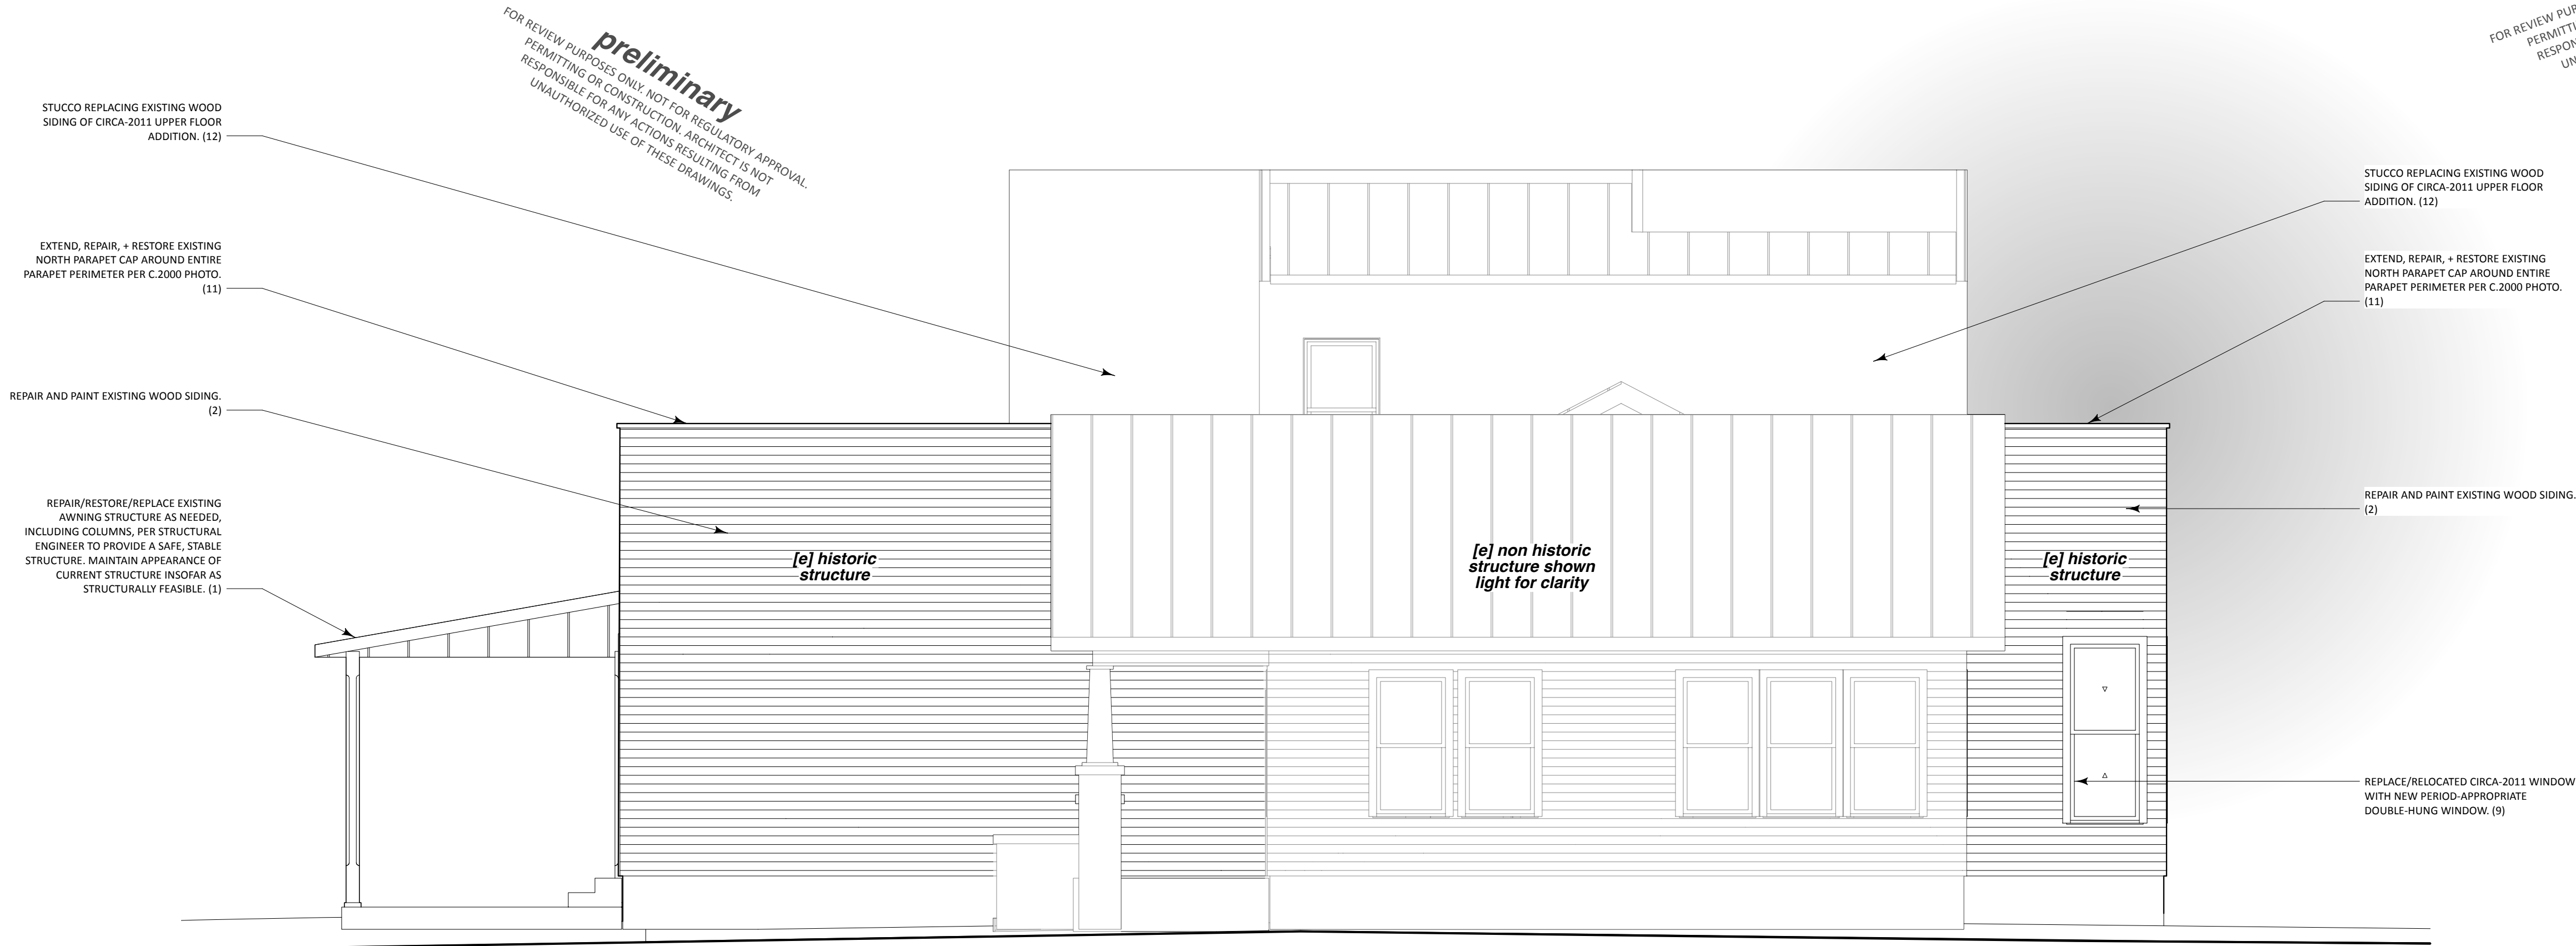 preliminary
FOR REVIEW PURPOSES ONLY. NOT FOR REGULATORY APPROVAL.
PERMITTING OR CONSTRUCTION. ARCHITECT IS NOT
RESPONSIBLE FOR ANY ACTIONS RESULTING FROM
UNAUTHORIZED USE OF THESE DRAWINGS.
FOR REVIEW
STUCCO REPLACING EXISTING WOOD
SIDING OF CIRCA-2011 UPPER FLOOR
ADDITION. (12)
EXTEND, REPAIR, + RESTORE EXISTING
NORTH PARAPET CAP AROUND ENTIRE
PARAPET PERIMETER PER C.2000 PHOTO.
(11)
REPAIR AND PAINT EXISTING WOOD SIDING.
(2)
REPAIR/RESTORE/REPLACE EXISTING
AWNING STRUCTURE AS NEEDED,
INCLUDING COLUMNS, PER STRUCTURAL
ENGINEER TO PROVIDE A SAFE, STABLE
STRUCTURE. MAINTAIN APPEARANCE OF
CURRENT STRUCTURE INSOFAR AS
STRUCTURALLY FEASIBLE. (1)
[e] historic
structure
[e] non historic
structure shown
light for clarity
[e] historic
structure
STUCCO REPLACING EXISTING WOOD
SIDING OF CIRCA-2011 UPPER FLOOR
ADDITION. (12)
EXTEND, REPAIR, + RESTORE EXISTING
NORTH PARAPET CAP AROUND ENTIRE
PARAPET PERIMETER PER C.2000 PHOTO.
(11)
REPAIR AND PAINT EXISTING WOOD SIDING.
(2)
REPLACE/RELOCATED CIRCA-2011 WINDOW
WITH NEW PERIOD-APPROPRIATE
DOUBLE-HUNG WINDOW. (9)